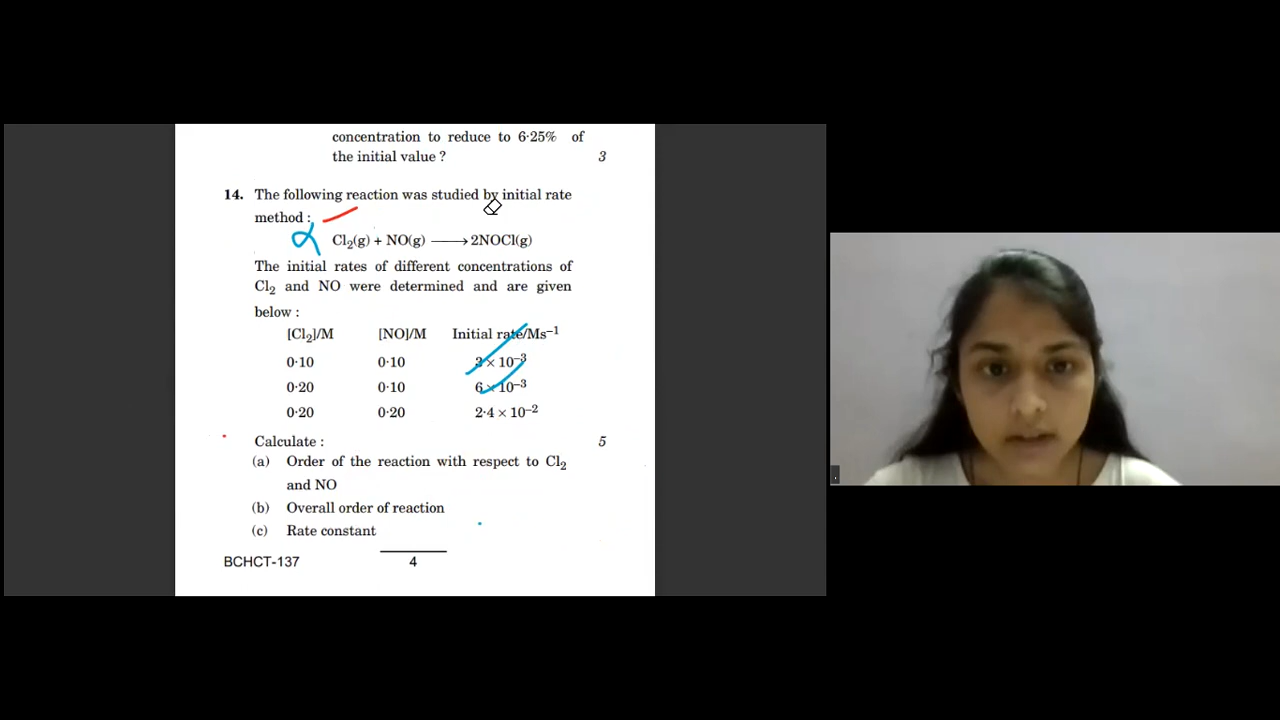 concentration to reduce to 6·25% of
the initial value ? 3
14. The following reaction was studied by initial rate
method :
α Cl₂(g) + NO(g) ⟶ 2NOCl(g)
The initial rates of different concentrations of
Cl₂ and NO were determined and are given
below :
[Cl₂]/M [NO]/M Initial rate/Ms⁻¹
0·10 0·10 3 × 10⁻³
0·20 0·10 6 × 10⁻³
0·20 0·20 2·4 × 10⁻²
Calculate : 5
(a) Order of the reaction with respect to Cl₂
and NO
(b) Overall order of reaction
(c) Rate constant
BCHCT-137 4